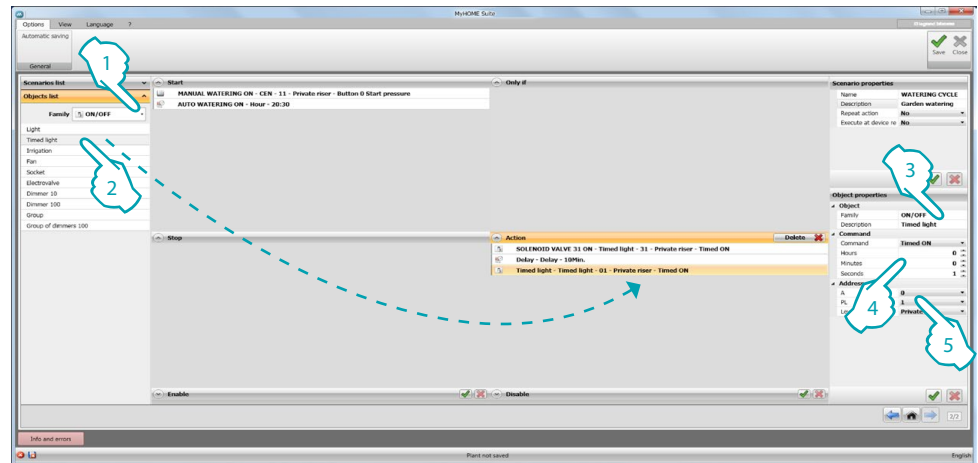 MyHOME Suite
Options View Language ?
Automatic saving
General
Save Close
1
Scenarios list
Objects list
Family ON/OFF
Light
Timed light
Irrigation
Fan
Socket
Electrovalve
Dimmer 10
Dimmer 100
Group
Group of dimmers 100
2
Start
MANUAL WATERING ON - CEN - 11 - Private riser - Button 0 Start pressure
AUTO WATERING ON - Hour - 20:30
Only if
Stop
Action Delete
SOLENOID VALVE 31 ON - Timed light - 31 - Private riser - Timed ON
Delay - Delay - 10Min.
Timed light - Timed light - 01 - Private riser - Timed ON
Enable
Disable
Scenario properties
Name WATERING CYCLE
Description Garden watering
Repeat action No
Execute at device re No
3
Object properties
Object
Family ON/OFF
Description Timed light
Command
Command Timed ON
Hours 0
Minutes 0
Seconds 1
Address
A 0
PL 1
Le Private
4
5
2/2
Info and errors
Plant not saved
English